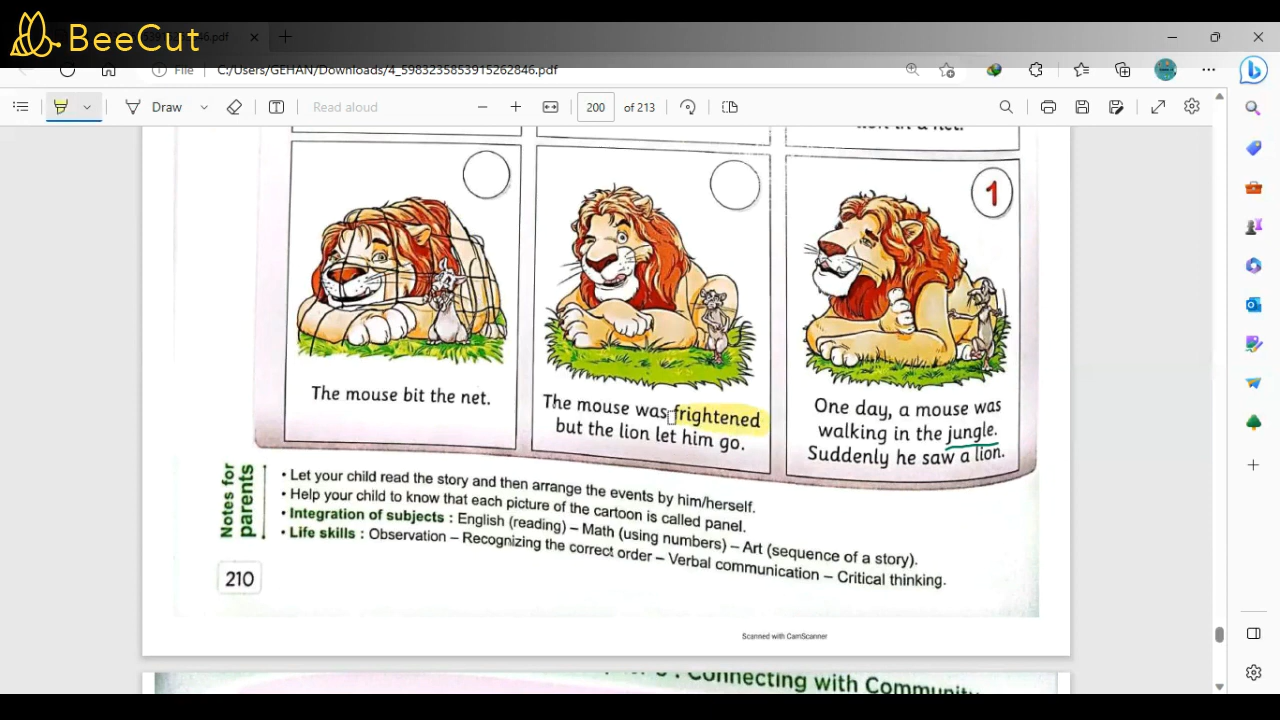 BeeCut
File C:/Users/GEHAN/Downloads/4_5983235853915262846.pdf
Draw
Read aloud
200 of 213
1
The mouse bit the net.
The mouse was frightened
but the lion let him go.
One day, a mouse was
walking in the jungle.
Suddenly he saw a lion.
Notes for
parents
• Let your child read the story and then arrange the events by him/herself.
• Help your child to know that each picture of the cartoon is called panel.
• Integration of subjects : English (reading) – Math (using numbers) – Art (sequence of a story).
• Life skills : Observation – Recognizing the correct order – Verbal communication – Critical thinking.
210
Scanned with CamScanner
: Connecting with Community